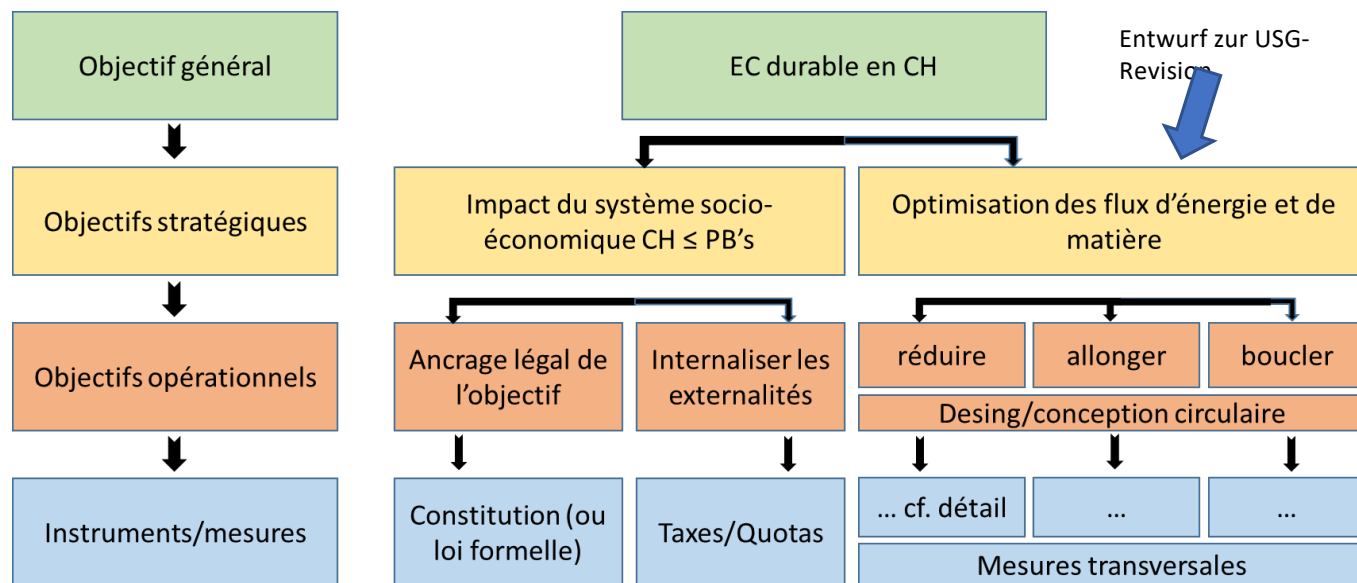 Objectif général
EC durable en CH
Entwurf zur USG-
Revision
Objectifs stratégiques
Impact du système socio-
économique CH ≤ PB’s
Optimisation des flux d’énergie et de
matière
Objectifs opérationnels
Ancrage légal de
l’objectif
Internaliser les
externalités
réduire
allonger
boucler
Desing/conception circulaire
Instruments/mesures
Constitution (ou
loi formelle)
Taxes/Quotas
... cf. détail
...
...
Mesures transversales